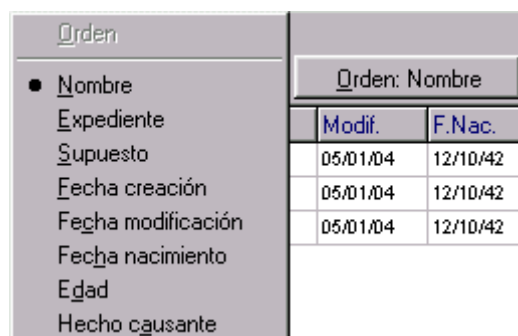 Orden
Nombre
Expediente
Supuesto
Fecha creación
Fecha modificación
Fecha nacimiento
Edad
Hecho causante
Orden: Nombre
Modif. F.Nac.
05/01/04 12/10/42
05/01/04 12/10/42
05/01/04 12/10/42